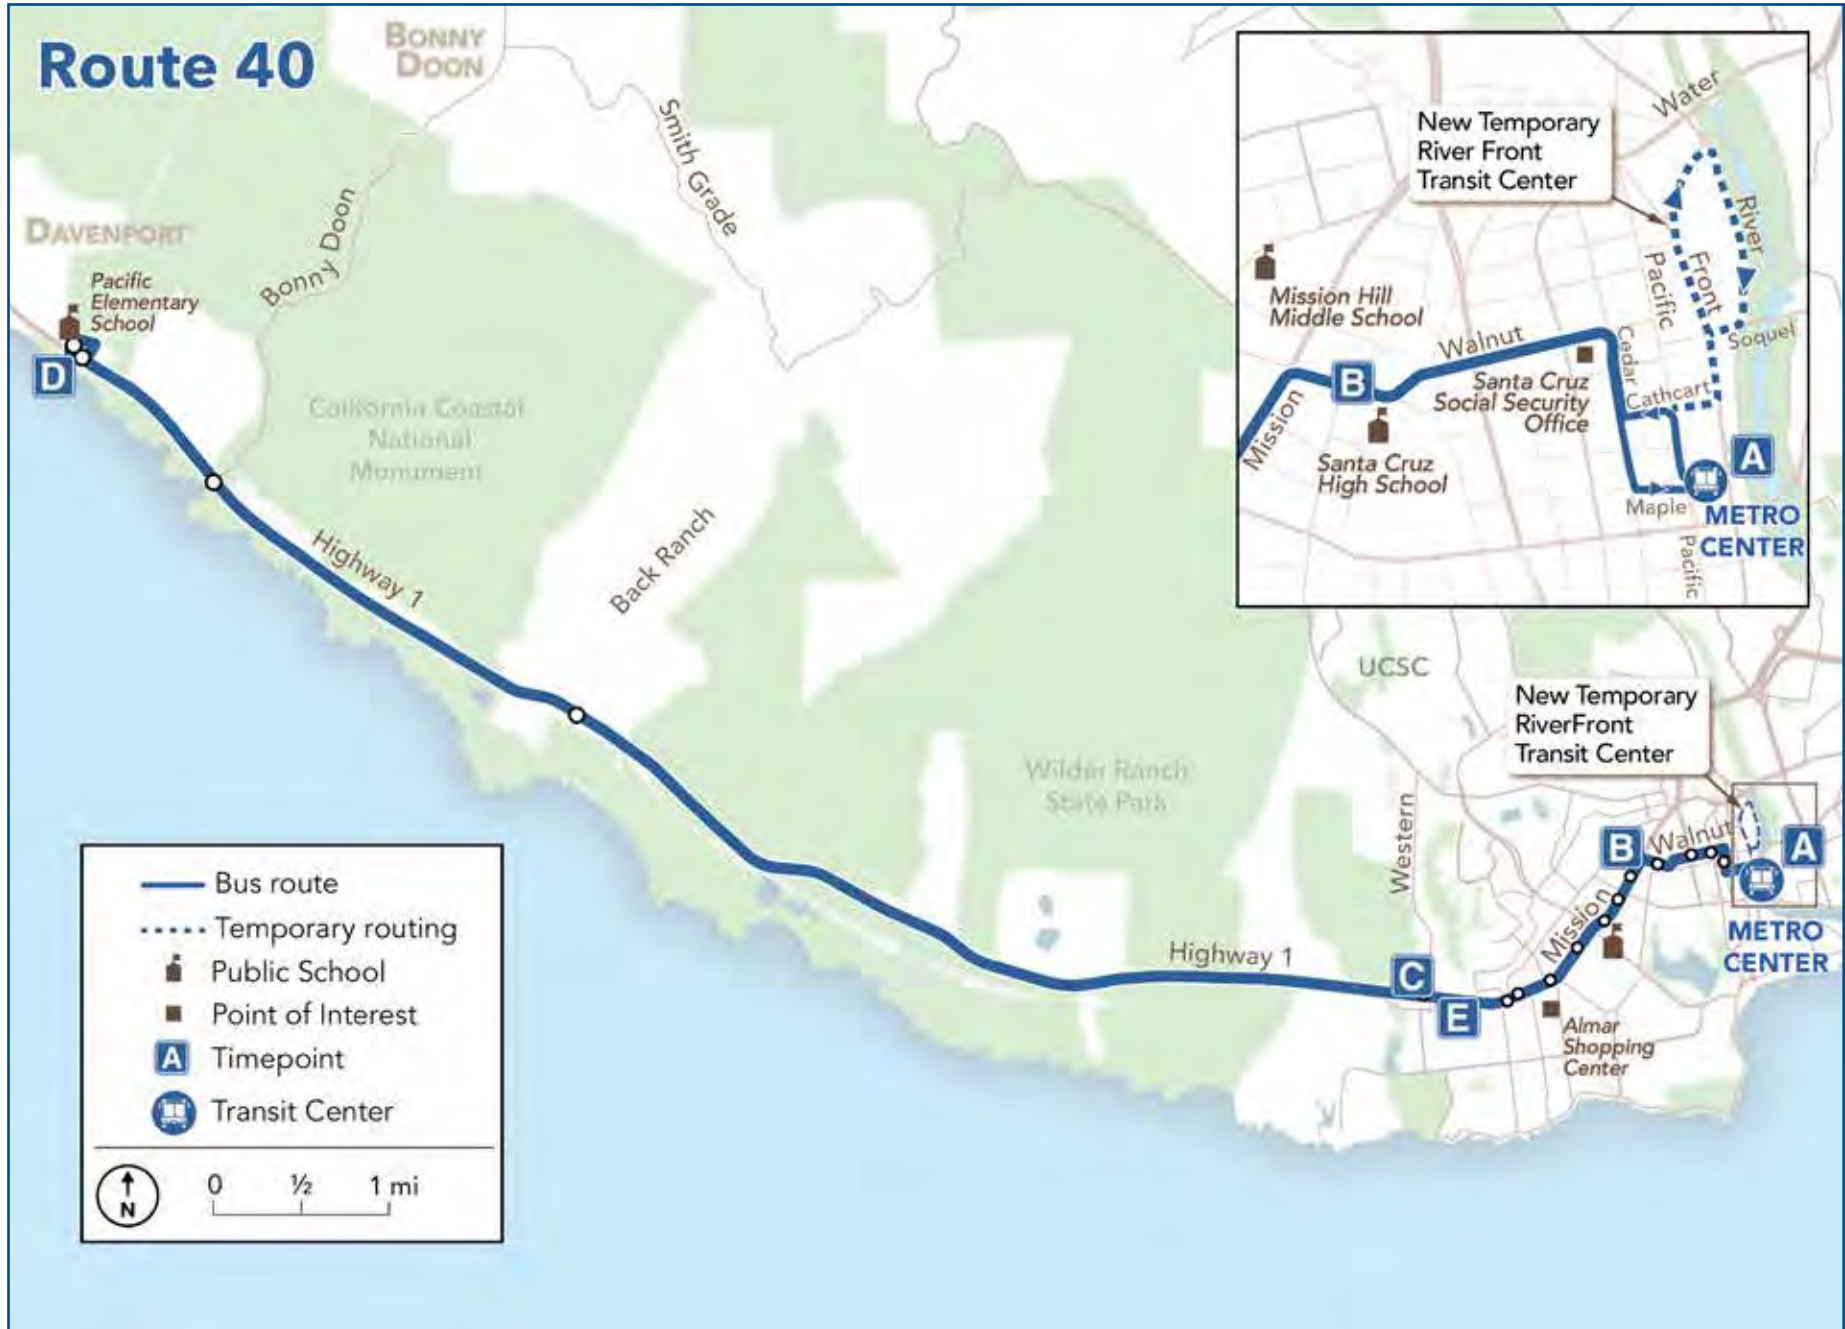 Route 40
BONNY
DOON
Smith Grade
Bonny Doon
DAVENPORT
Pacific
Elementary
School
D
California Coastal
National
Monument
Highway 1
Back Ranch
Wilder Ranch
State Park
Highway 1
UCSC
New Temporary
RiverFront
Transit Center
Western
C
E
B
Walnut
A
Mission
METRO
CENTER
Almar
Shopping
Center
New Temporary
River Front
Transit Center
Water
River
Pacific
Front
Soquel
Mission Hill
Middle School
Walnut
Cedar
B
Mission
Santa Cruz
Social Security
Office
Cathcart
Santa Cruz
High School
A
Maple
METRO
CENTER
Pacific
Bus route
Temporary routing
Public School
Point of Interest
A Timepoint
Transit Center
N
0 ½ 1 mi